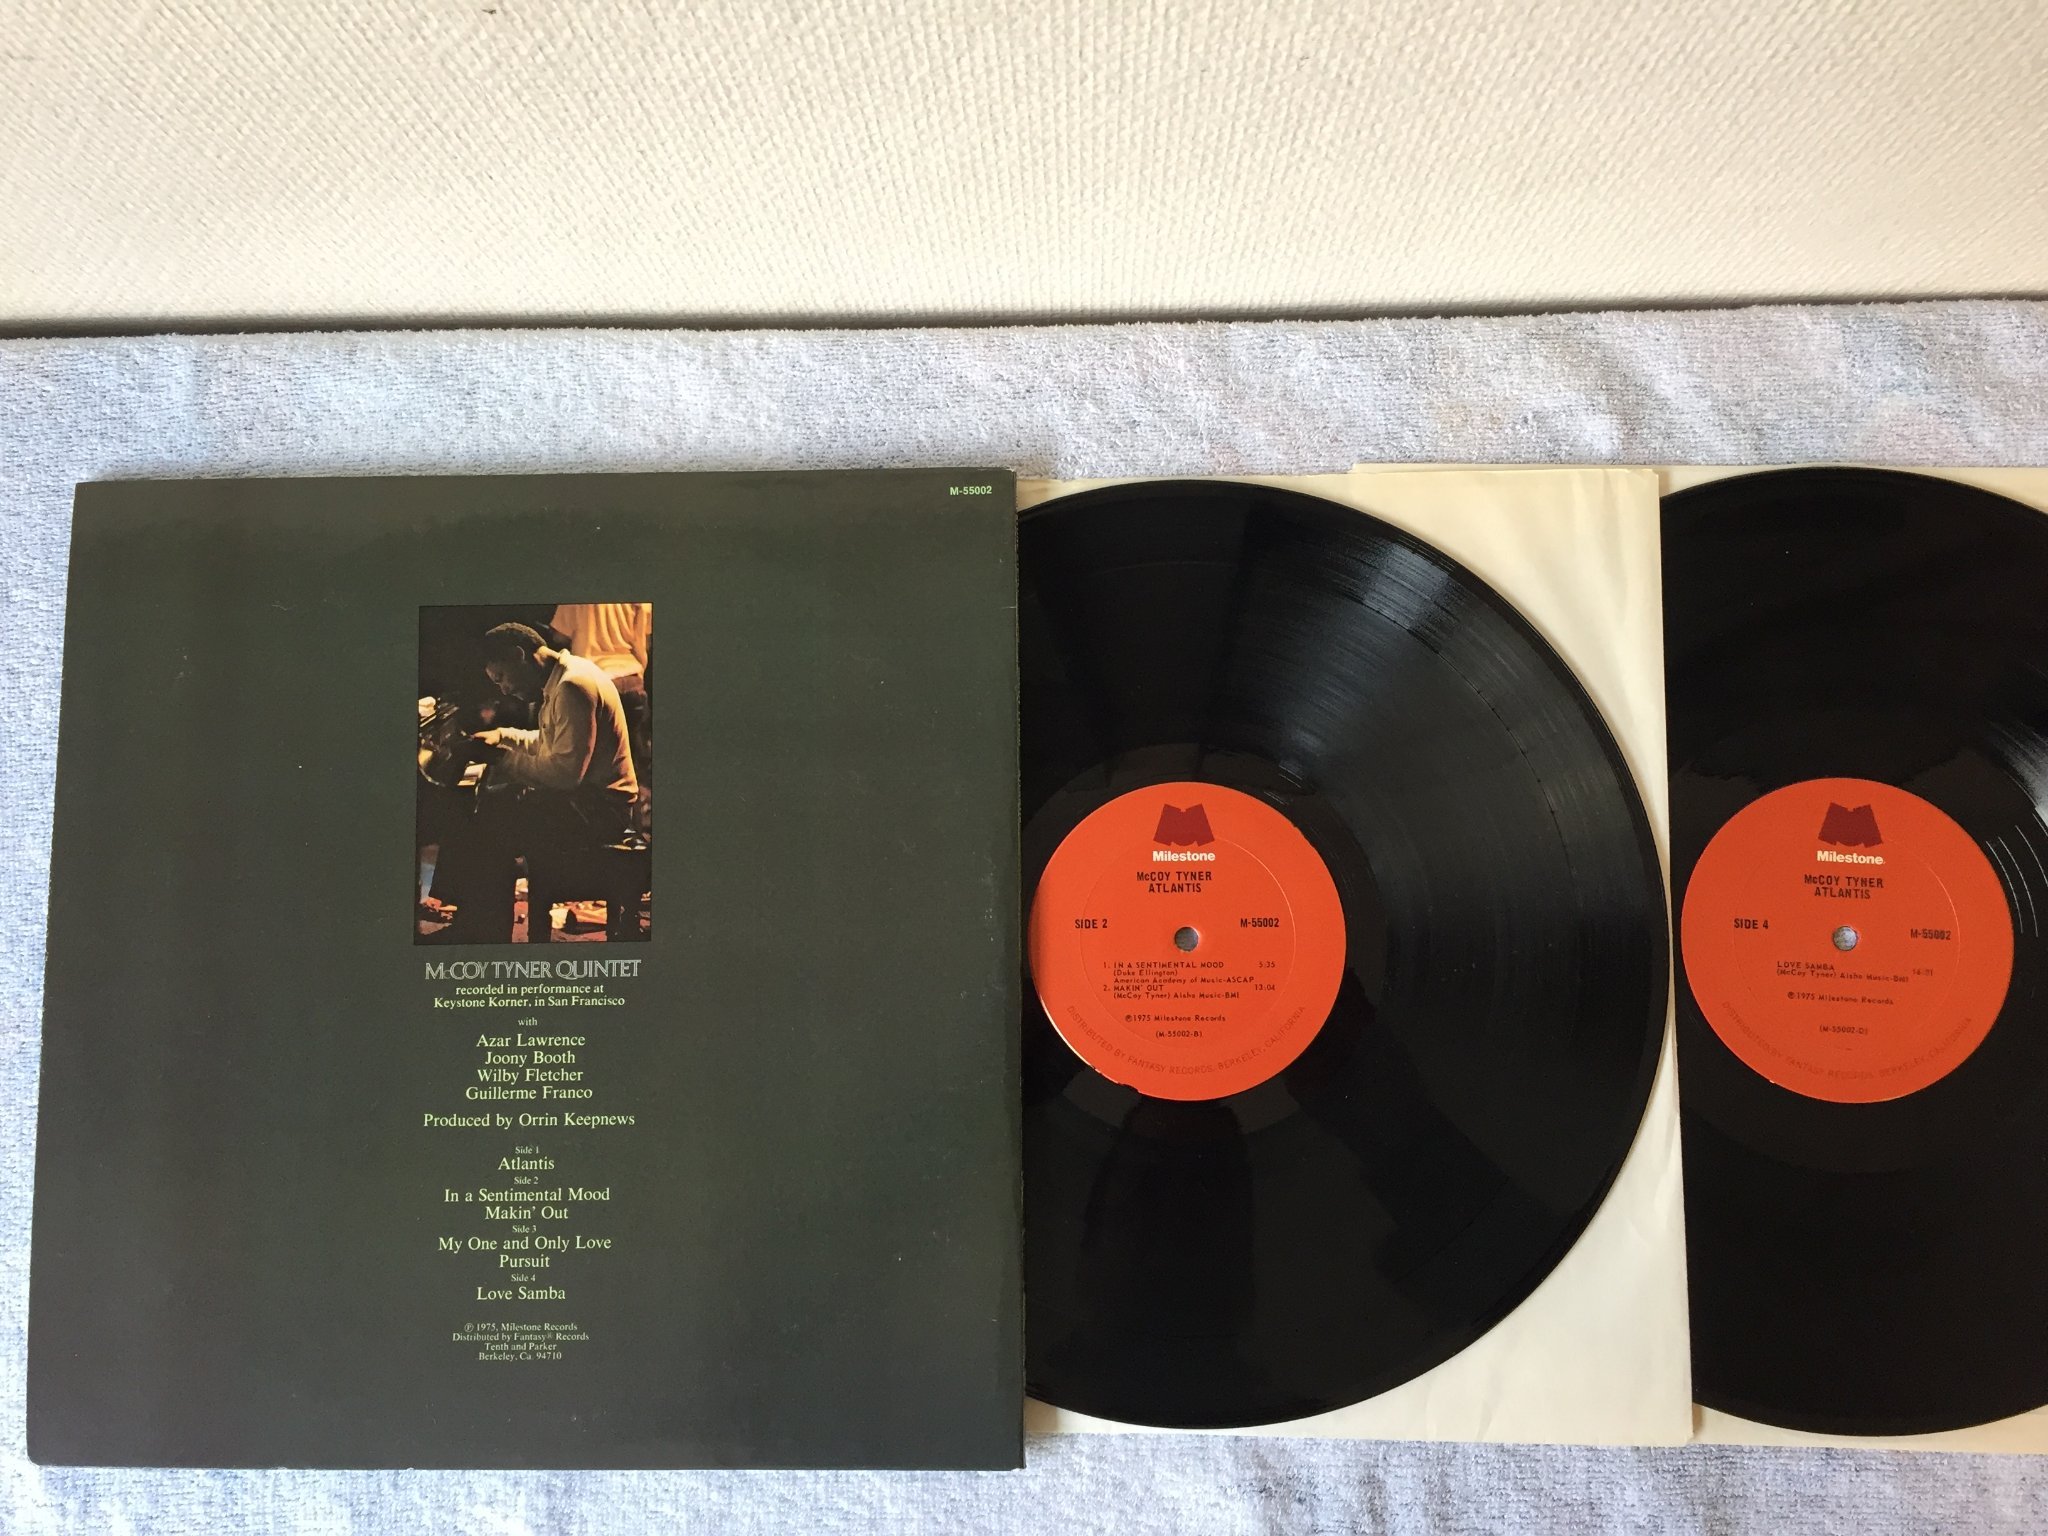 M-55002
McCOY TYNER QUINTET
recorded in performance at
Keystone Korner, in San Francisco
with
Azar Lawrence
Joony Booth
Wilby Fletcher
Guillerme Franco
Produced by Orrin Keepnews
Side 1
Atlantis
Side 2
In a Sentimental Mood
Makin' Out
Side 3
My One and Only Love
Pursuit
Side 4
Love Samba
℗ 1975, Milestone Records
Distributed by Fantasy® Records
Tenth and Parker
Berkeley, Ca. 94710
Milestone
McCOY TYNER
ATLANTIS
SIDE 2 M-55002
1. IN A SENTIMENTAL MOOD 5:35
(Duke Ellington)
American Academy of Music-ASCAP
2. MAKIN' OUT 13:04
(McCoy Tyner) Aisha Music-BMI
℗1975 Milestone Records
(M-55002-B)
DISTRIBUTED BY FANTASY RECORDS, BERKELEY, CALIFORNIA
Milestone
McCOY TYNER
ATLANTIS
SIDE 4 M-55002
LOVE SAMBA
(McCoy Tyner) Aisha Music-BMI
℗1975 Milestone Records
(M-55002-D)
DISTRIBUTED BY FANTASY RECORDS, BERKELEY, CALIFORNIA